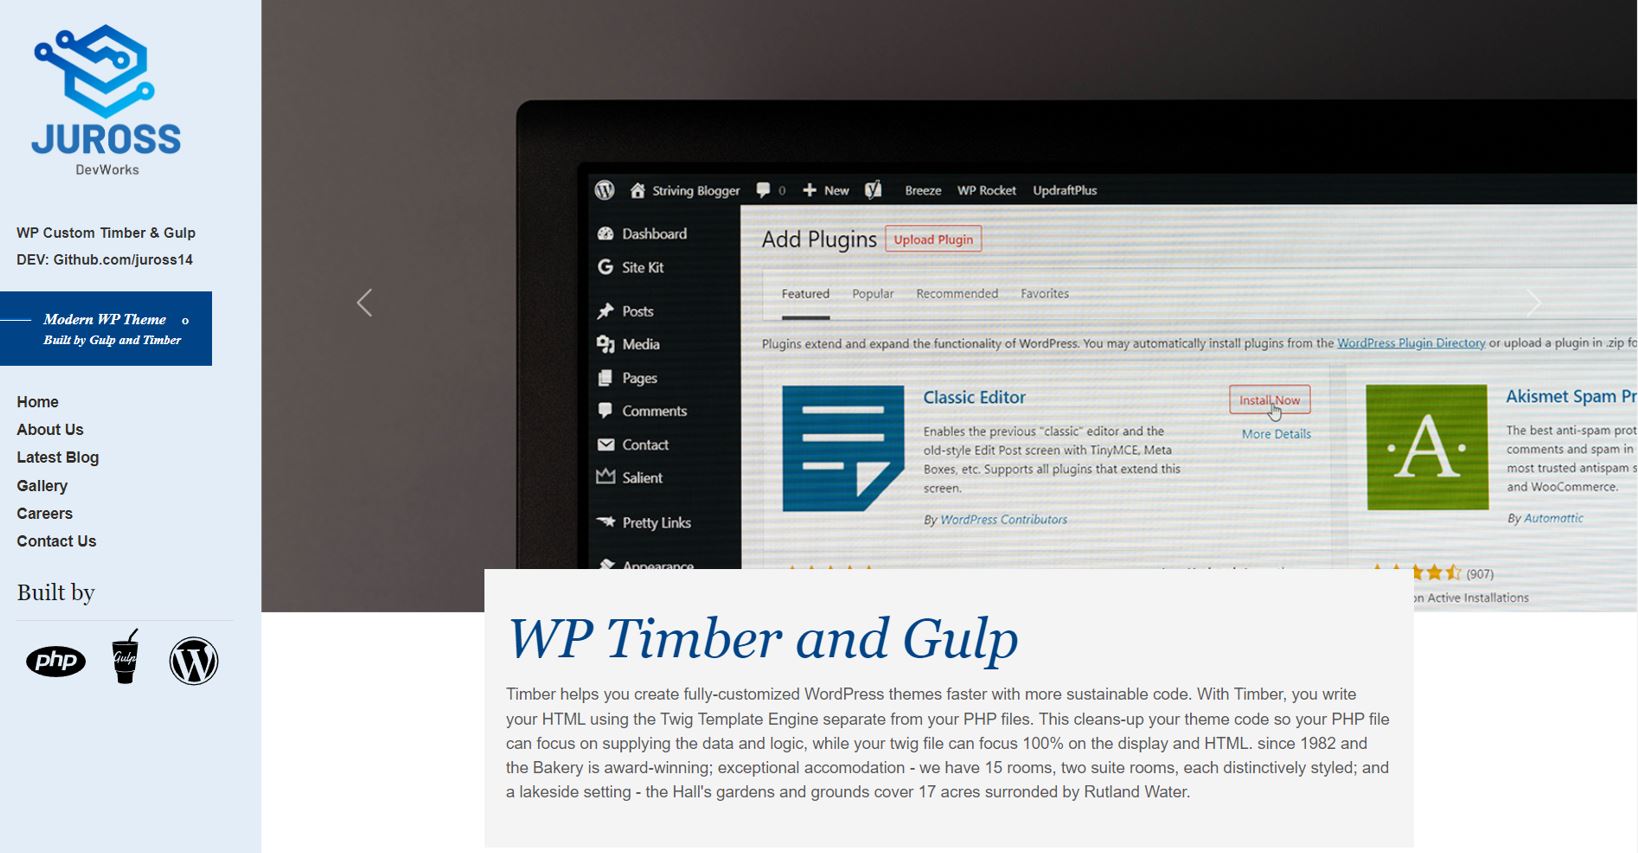 JUROSS
DevWorks
WP Custom Timber & Gulp
DEV: Github.com/juross14
Modern WP Theme
Built by Gulp and Timber
Home
About Us
Latest Blog
Gallery
Careers
Contact Us
Built by
php
Gulp
Striving Blogger
0
New
Breeze
WP Rocket
UpdraftPlus
Dashboard
Site Kit
Posts
Media
Pages
Comments
Contact
Salient
Pretty Links
Appearance
Add Plugins
Upload Plugin
Featured
Popular
Recommended
Favorites
Plugins extend and expand the functionality of WordPress. You may automatically install plugins from the WordPress Plugin Directory or upload a plugin in .zip fo
Classic Editor
Install Now
More Details
Enables the previous "classic" editor and the
old-style Edit Post screen with TinyMCE, Meta
Boxes, etc. Supports all plugins that extend this
screen.
By WordPress Contributors
A
Akismet Spam Pr
The best anti-spam prot
comments and spam in
most trusted antispam s
and WooCommerce.
By Automattic
(907)
on Active Installations
WP Timber and Gulp
Timber helps you create fully-customized WordPress themes faster with more sustainable code. With Timber, you write
your HTML using the Twig Template Engine separate from your PHP files. This cleans-up your theme code so your PHP file
can focus on supplying the data and logic, while your twig file can focus 100% on the display and HTML. since 1982 and
the Bakery is award-winning; exceptional accomodation - we have 15 rooms, two suite rooms, each distinctively styled; and
a lakeside setting - the Hall's gardens and grounds cover 17 acres surronded by Rutland Water.